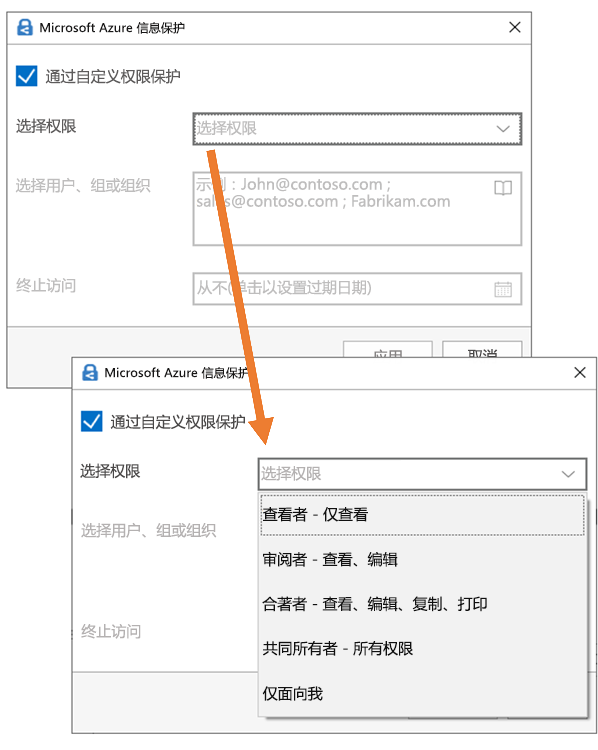 Microsoft Azure 信息保护
通过自定义权限保护
选择权限
选择权限
选择用户、组或组织
示例：John@contoso.com；
sales@contoso.com；Fabrikam.com
终止访问
从不(单击以设置过期日期)
应用
取消
Microsoft Azure 信息保护
通过自定义权限保护
选择权限
选择权限
选择用户、组或组织
终止访问
查看者 - 仅查看
审阅者 - 查看、编辑
合著者 - 查看、编辑、复制、打印
共同所有者 - 所有权限
仅面向我